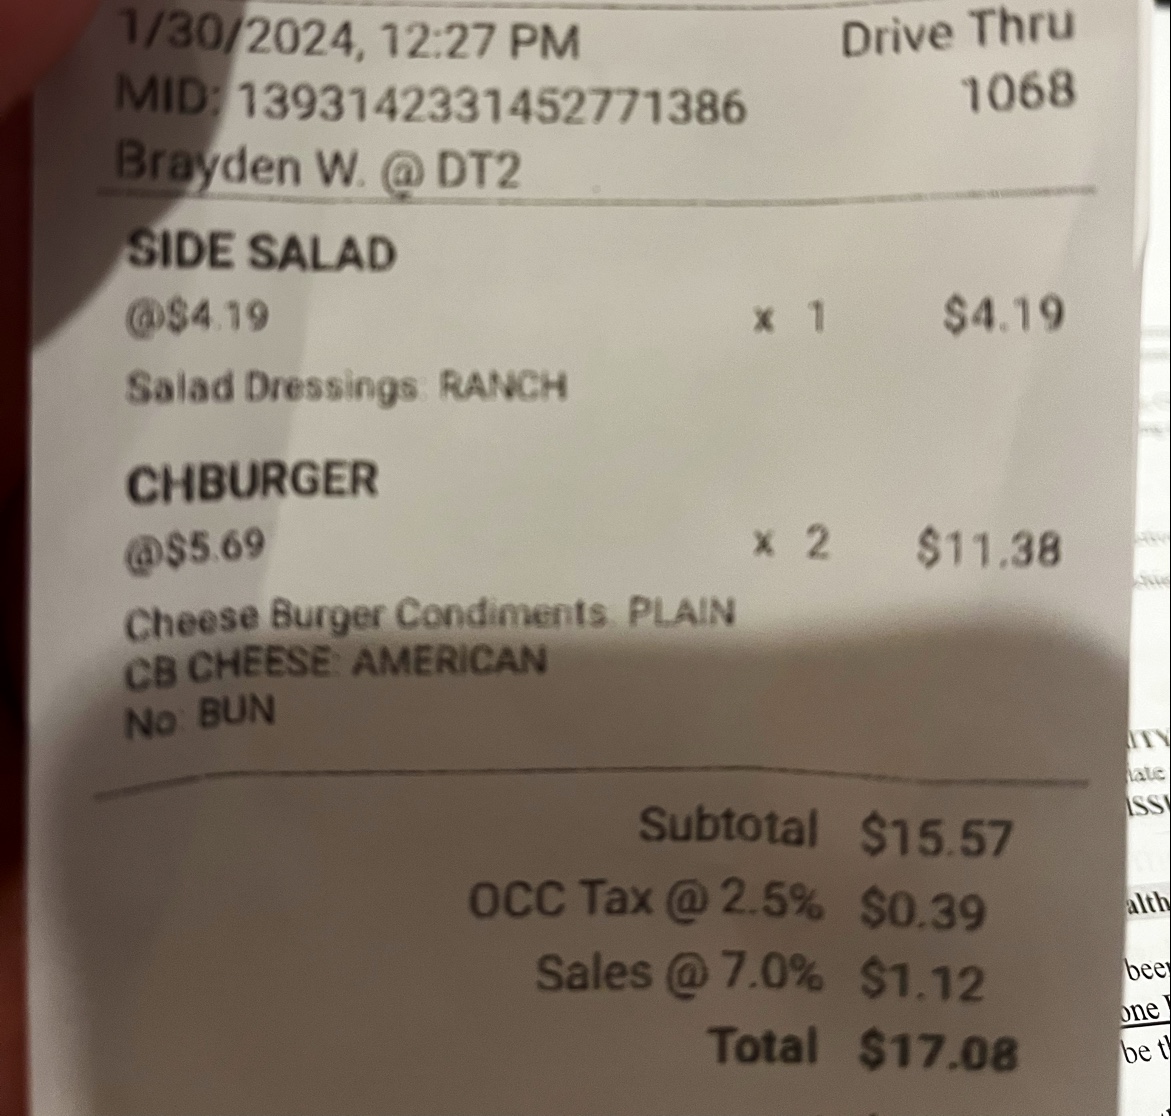 1/30/2024, 12:27 PM Drive Thru
MID: 1393142331452771386 1068
Brayden W. @ DT2
SIDE SALAD
@$4.19 x 1 $4.19
Salad Dressings: RANCH
CHBURGER
@$5.69 x 2 $11.38
Cheese Burger Condiments: PLAIN
CB CHEESE: AMERICAN
No: BUN
Subtotal $15.57
OCC Tax @ 2.5% $0.39
Sales @ 7.0% $1.12
Total $17.08
be